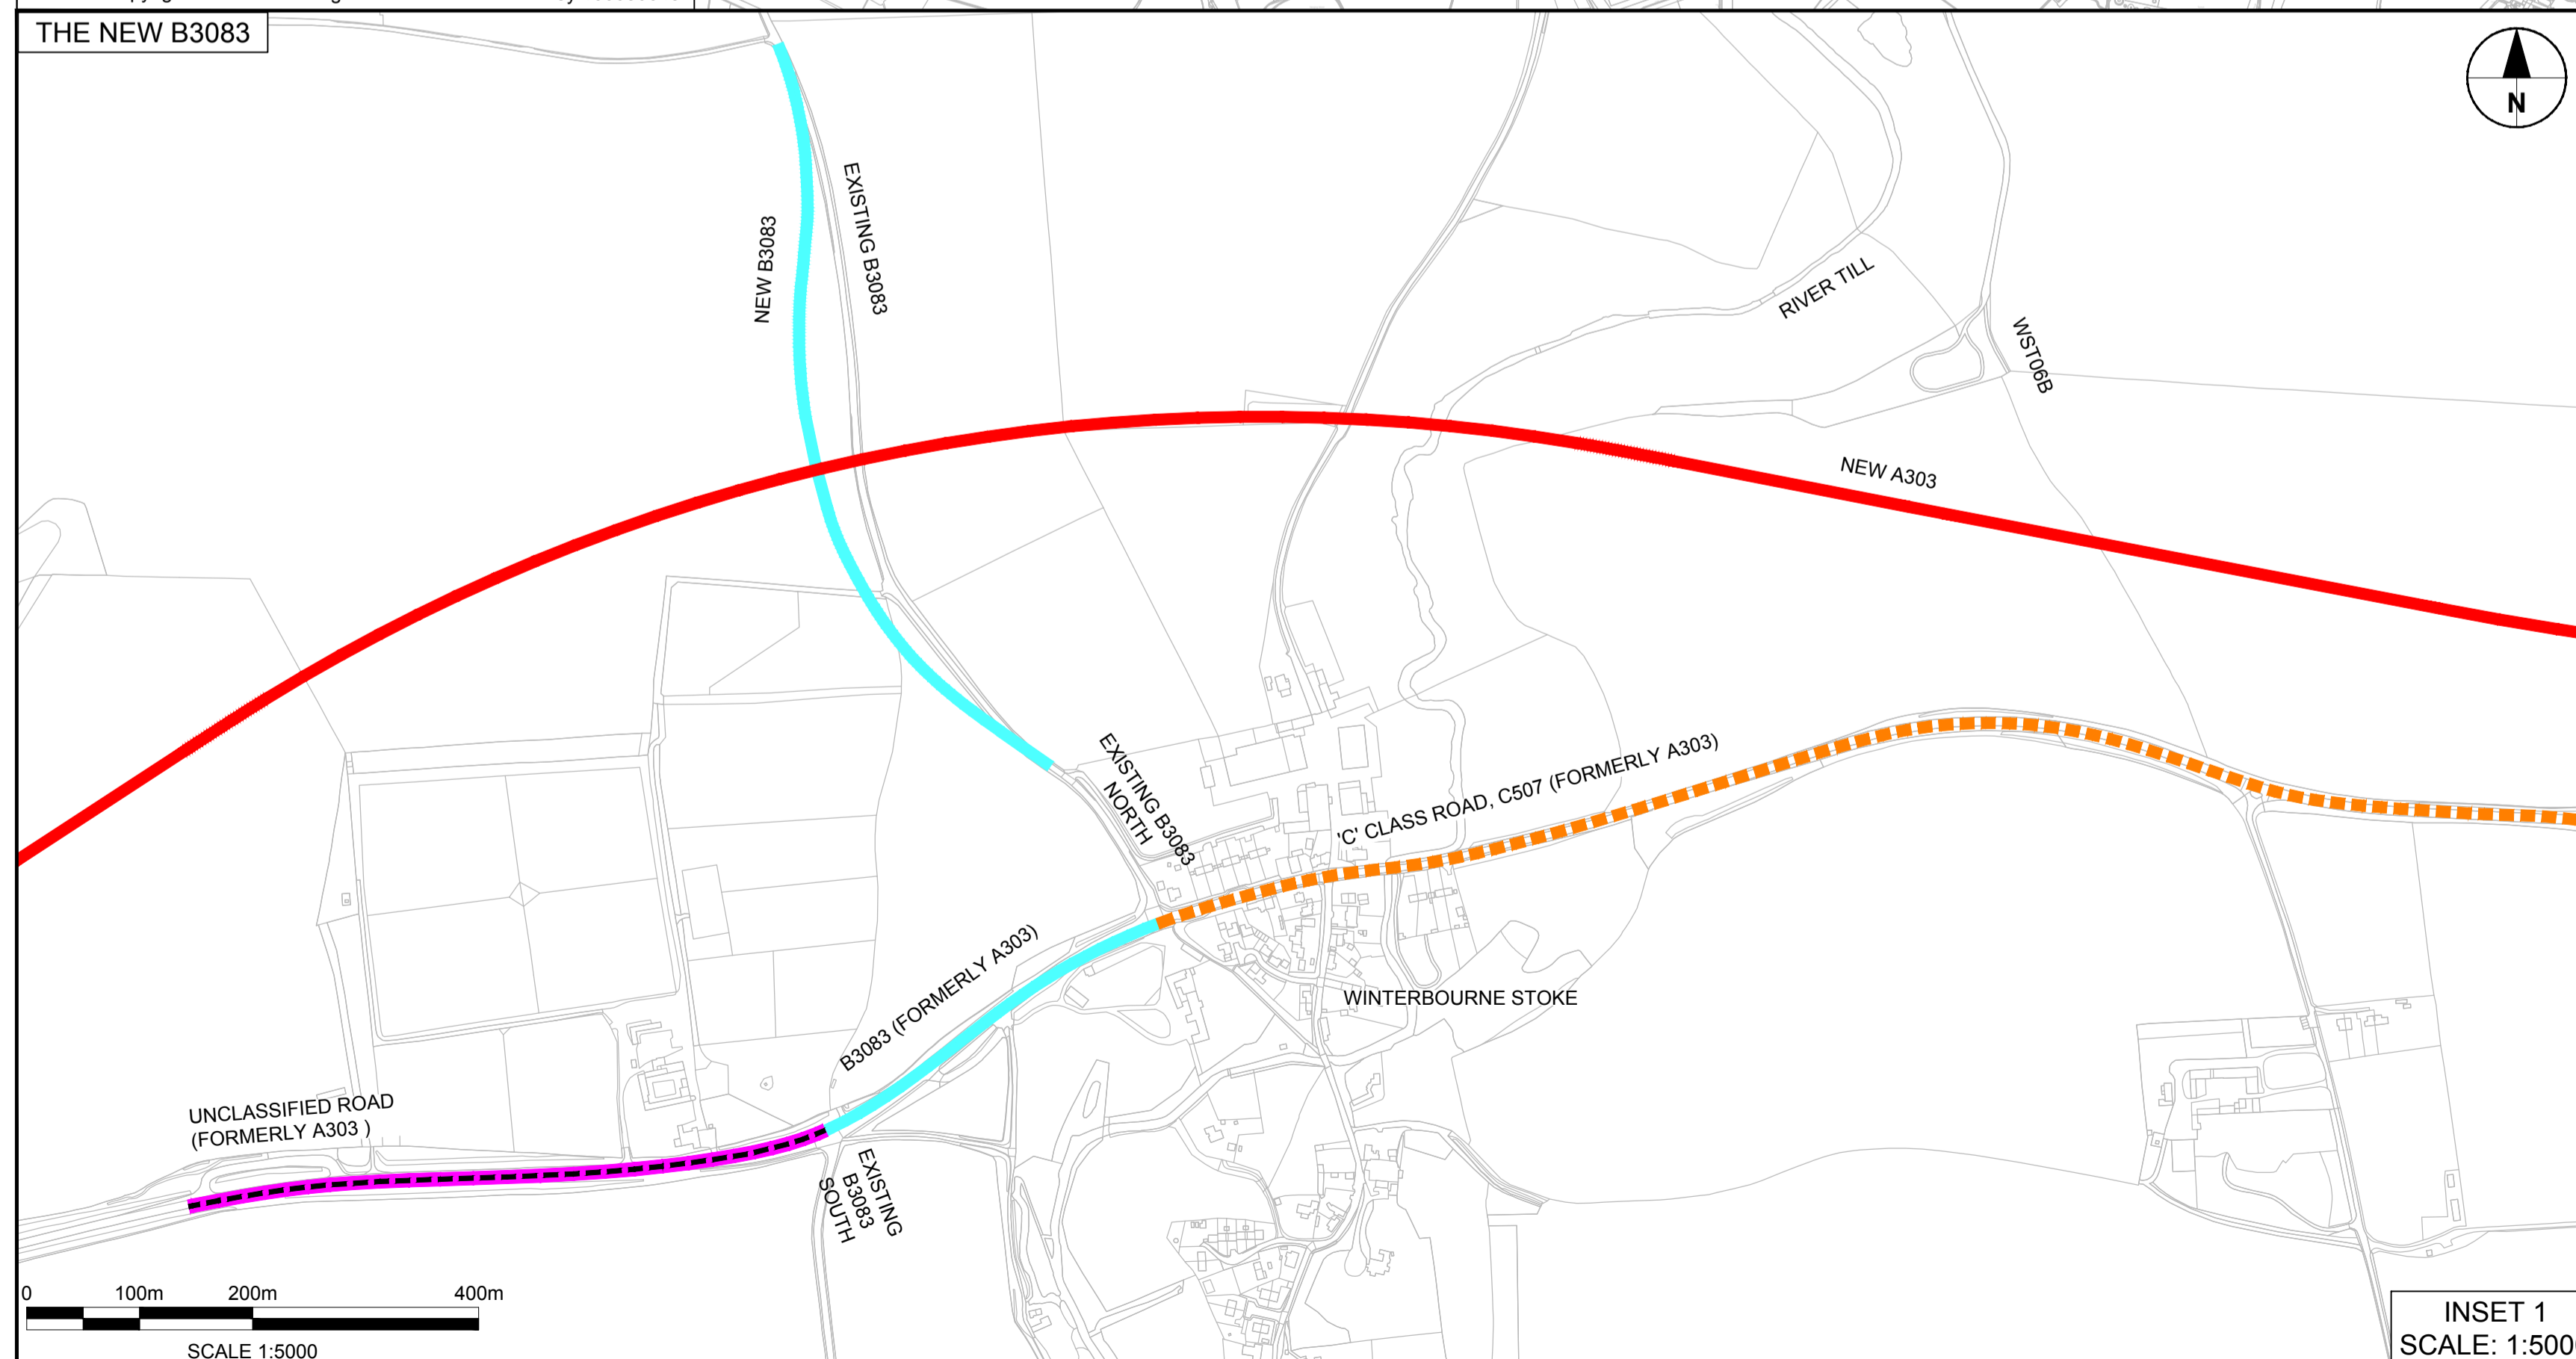 THE NEW B3083
N
EXISTING B3083
NEW B3083
RIVER TILL
WST06B
NEW A303
EXISTING B3083
NORTH
'C' CLASS ROAD, C507 (FORMERLY A303)
B3083 (FORMERLY A303)
WINTERBOURNE STOKE
UNCLASSIFIED ROAD
(FORMERLY A303 )
EXISTING
B3083
SOUTH
0 100m 200m 400m
SCALE 1:5000
INSET 1
SCALE: 1:500